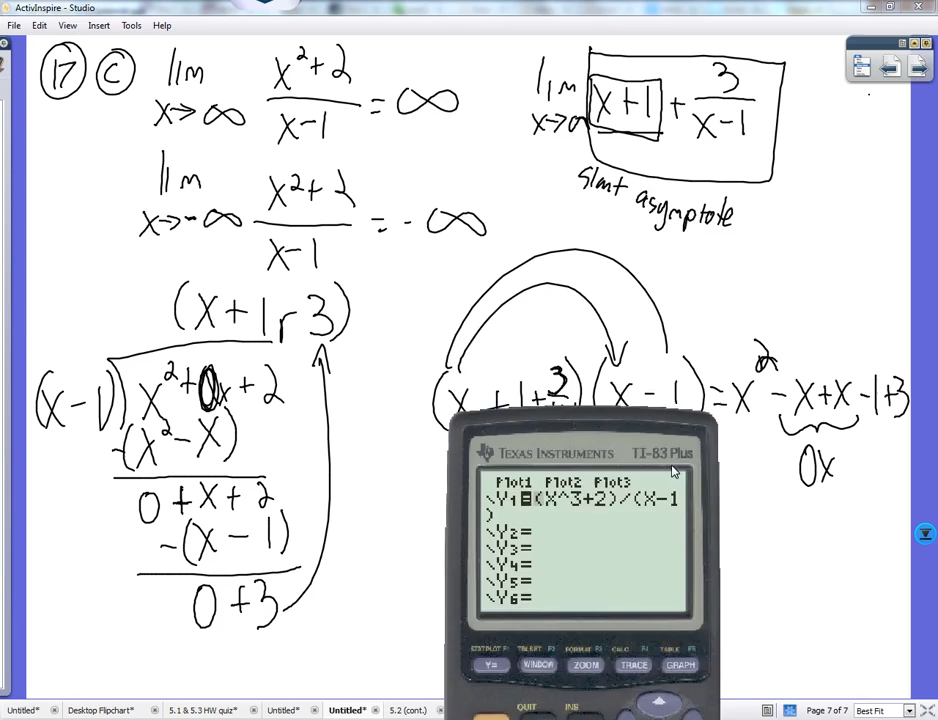 ActivInspire - Studio
File Edit View Insert Tools Help
17 C
lim x→∞ x²+2 / x-1 = ∞
lim x→∞ x+1 + 3 / x-1
slant asymptote
lim x→-∞ x²+2 / x-1 = -∞
(x+1 r 3)
(x-1) x²+0x+2
-(x²-x)
0+x+2
-(x-1)
0+3
(x+1+3 ) (x-1) = x²-x+x-1+3
0x
TEXAS INSTRUMENTS TI-83 Plus
Plot1 Plot2 Plot3
\Y1=(X^3+2)/(X-1
)
\Y2=
\Y3=
\Y4=
\Y5=
\Y6=
STATPLOT F1 TBLSET F2 FORMAT F3 CALC F4 TABLE F5
Y= WINDOW ZOOM TRACE GRAPH
QUIT INS
Untitled* Desktop Flipchart* 5.1 & 5.3 HW quiz* Untitled* Untitled* 5.2 (cont.) Page 7 of 7 Best Fit